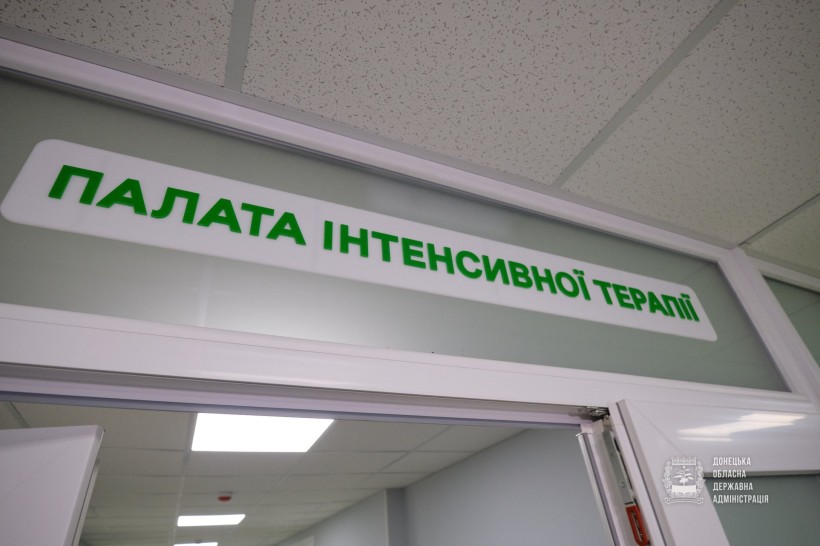 ПАЛАТА ІНТЕНСИВНОЇ ТЕРАПІЇ
ДОНЕЦЬКА
ОБЛАСНА
ДЕРЖАВНА
АДМІНІСТРАЦІЯ